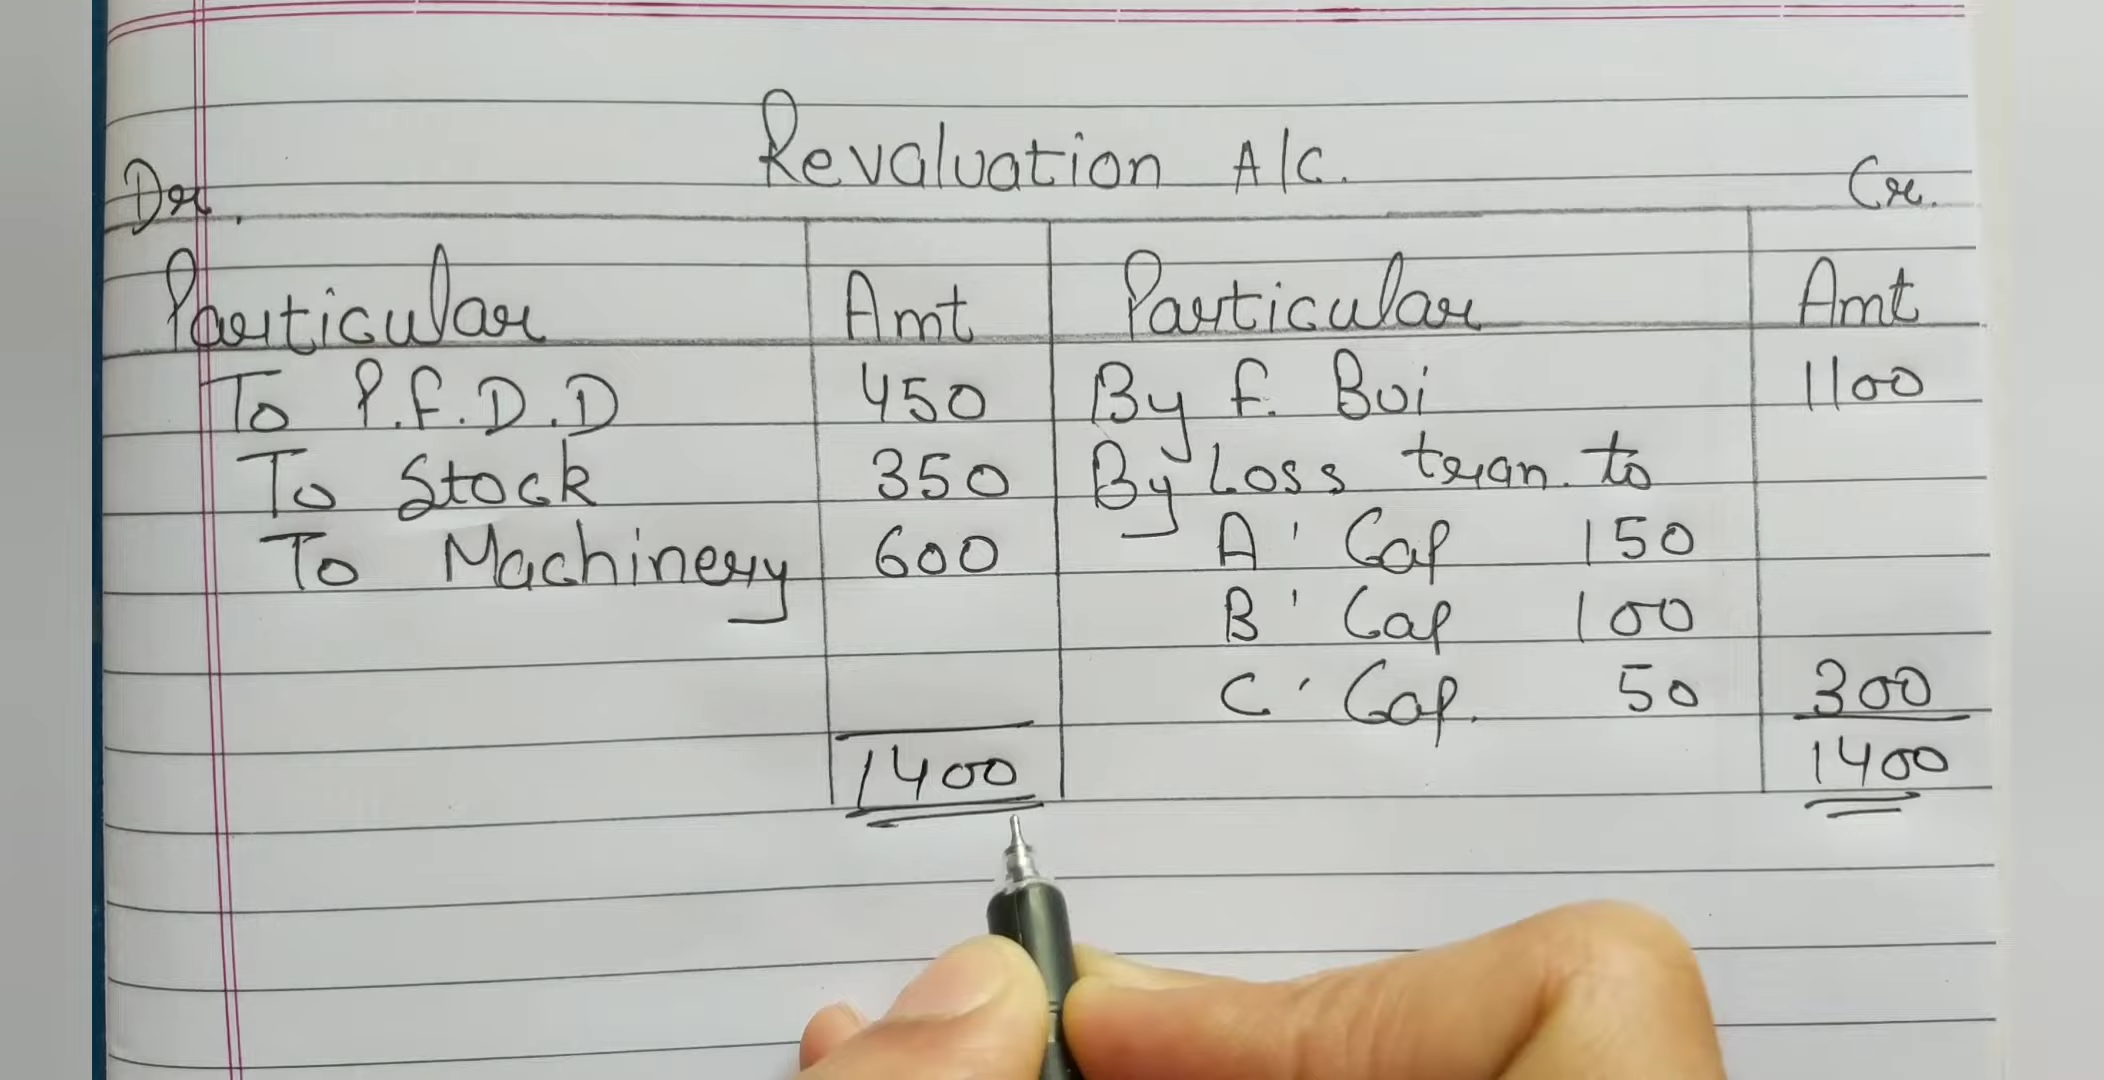 Revaluation A/C.
Dr. Cr.
Particular Amt Particular Amt
To P.F.D.D 450 By F. Bui 1100
To Stock 350 By Loss tran. to
To Machinery 600 A' Cap 150
B' Cap 100
C' Cap. 50 300
1400 1400